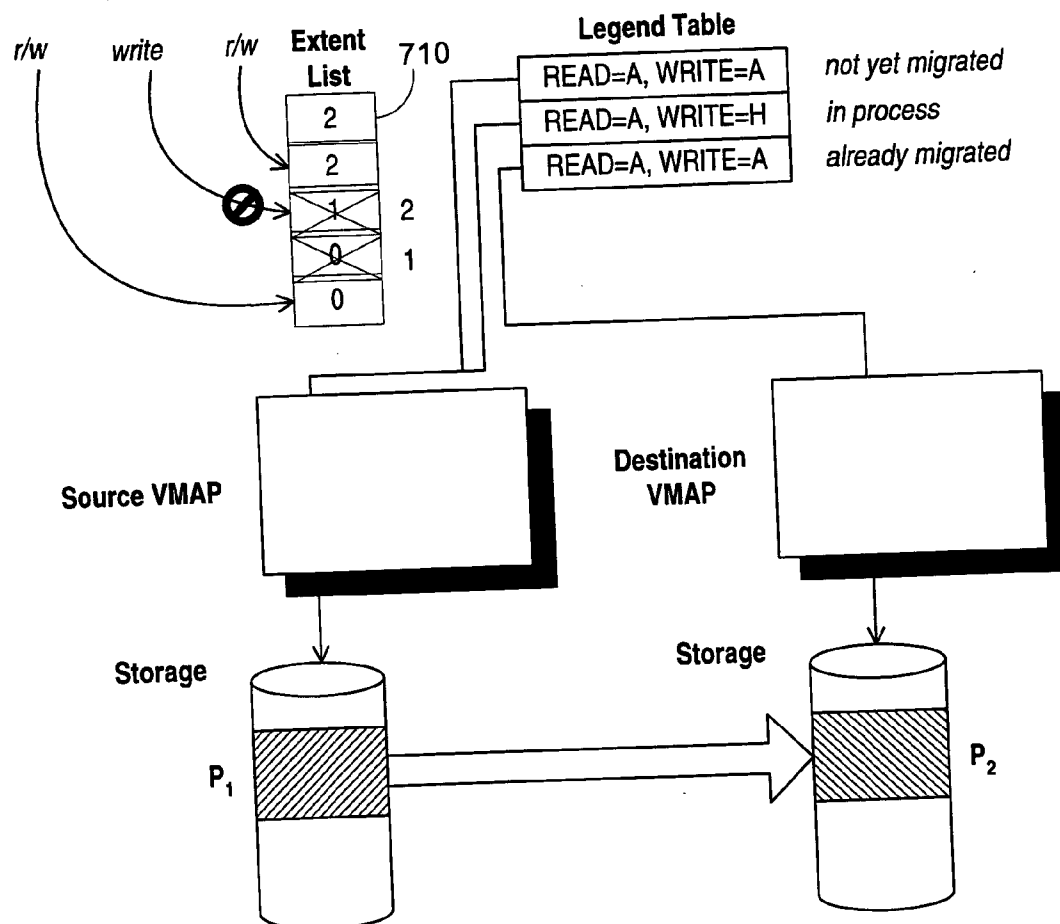 r/w
write
r/w
Extent
List
710
2
2
1
2
0
1
0
Legend Table
READ=A, WRITE=A
not yet migrated
READ=A, WRITE=H
in process
READ=A, WRITE=A
already migrated
Source VMAP
Destination
VMAP
Storage
Storage
P₁
P₂